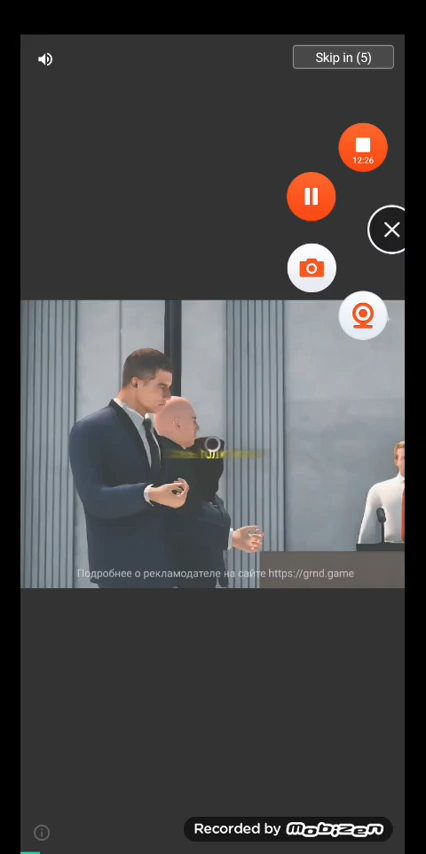 Skip in (5)
12:26
Подробнее о рекламодателе на сайте https://grnd.game
Recorded by mobizen